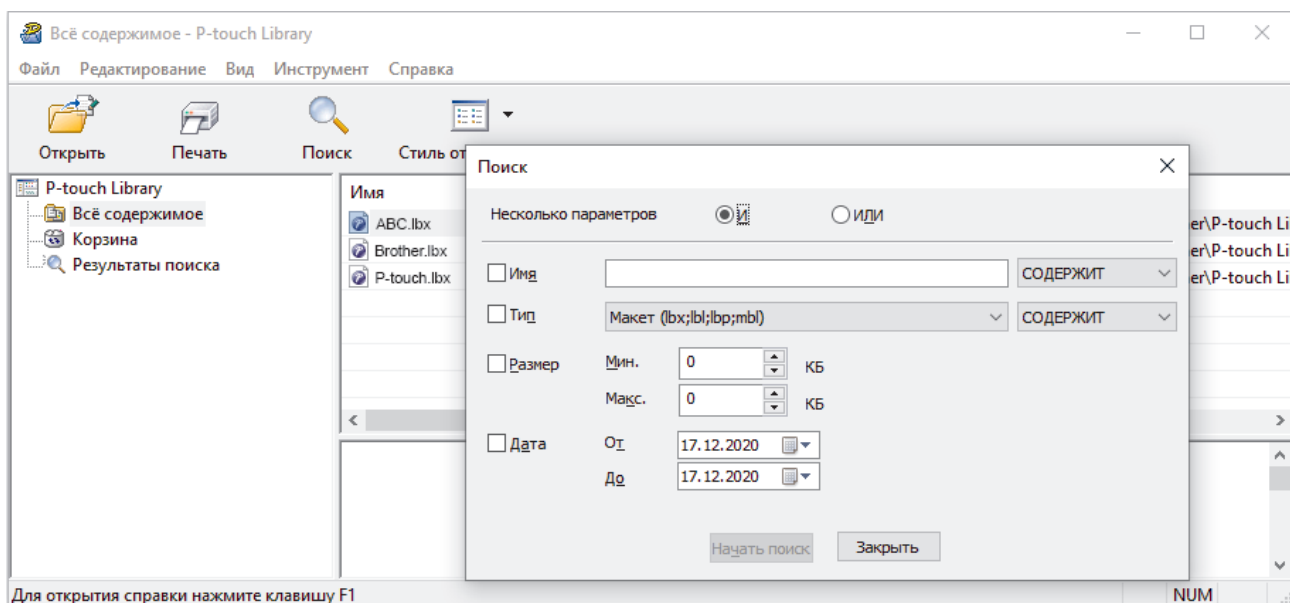 Всё содержимое - P-touch Library
Файл Редактирование Вид Инструмент Справка
Открыть Печать Поиск Стиль от
P-touch Library
Всё содержимое
Корзина
Результаты поиска
Имя
ABC.lbx
Brother.lbx
P-touch.lbx
er\P-touch Li
er\P-touch Li
er\P-touch Li
Поиск
Несколько параметров И ИЛИ
Имя СОДЕРЖИТ
Тип Макет (lbx;lbl;lbp;mbl) СОДЕРЖИТ
Размер Мин. 0 КБ
Макс. 0 КБ
Дата От 17.12.2020
До 17.12.2020
Начать поиск Закрыть
Для открытия справки нажмите клавишу F1 NUM